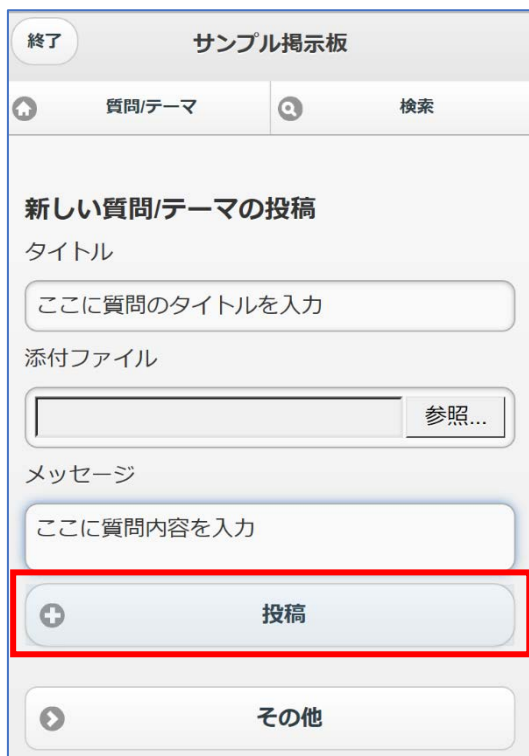 終了 サンプル掲示板
質問/テーマ 検索
新しい質問/テーマの投稿
タイトル
ここに質問のタイトルを入力
添付ファイル
参照...
メッセージ
ここに質問内容を入力
投稿
その他